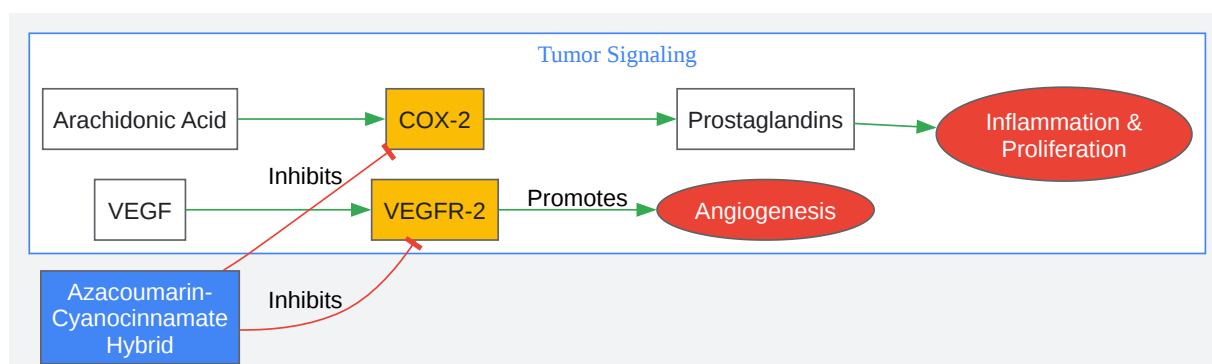 Tumor Signaling
Arachidonic Acid
COX-2
Prostaglandins
Inflammation &
Proliferation
Inhibits
VEGF
VEGFR-2
Promotes
Angiogenesis
Azacoumarin-
Cyanocinnamate
Hybrid
Inhibits